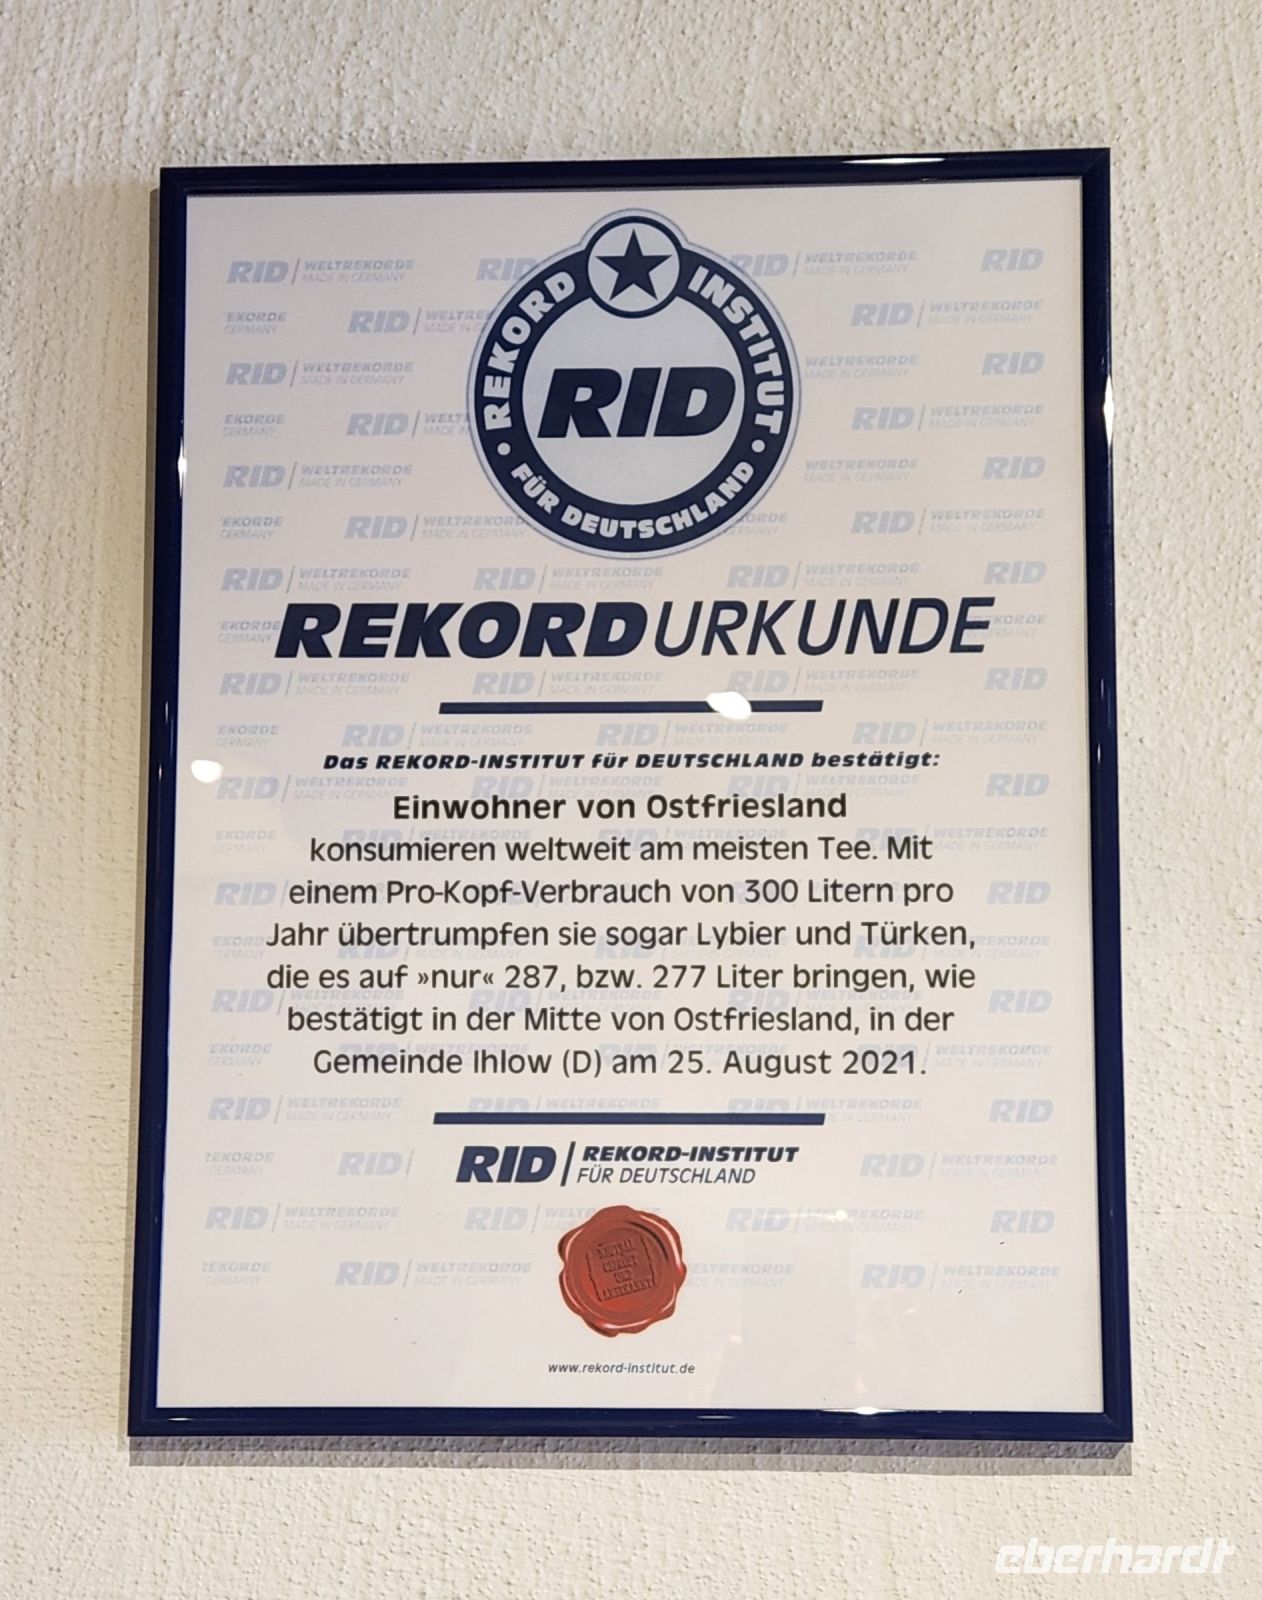 REKORD INSTITUT
RID
FÜR DEUTSCHLAND
REKORDURKUNDE
Das REKORD-INSTITUT für DEUTSCHLAND bestätigt:
Einwohner von Ostfriesland
konsumieren weltweit am meisten Tee. Mit
einem Pro-Kopf-Verbrauch von 300 Litern pro
Jahr übertrumpfen sie sogar Lybier und Türken,
die es auf »nur« 287, bzw. 277 Liter bringen, wie
bestätigt in der Mitte von Ostfriesland, in der
Gemeinde Ihlow (D) am 25. August 2021.
RID REKORD-INSTITUT
FÜR DEUTSCHLAND
www.rekord-institut.de
eberhardt